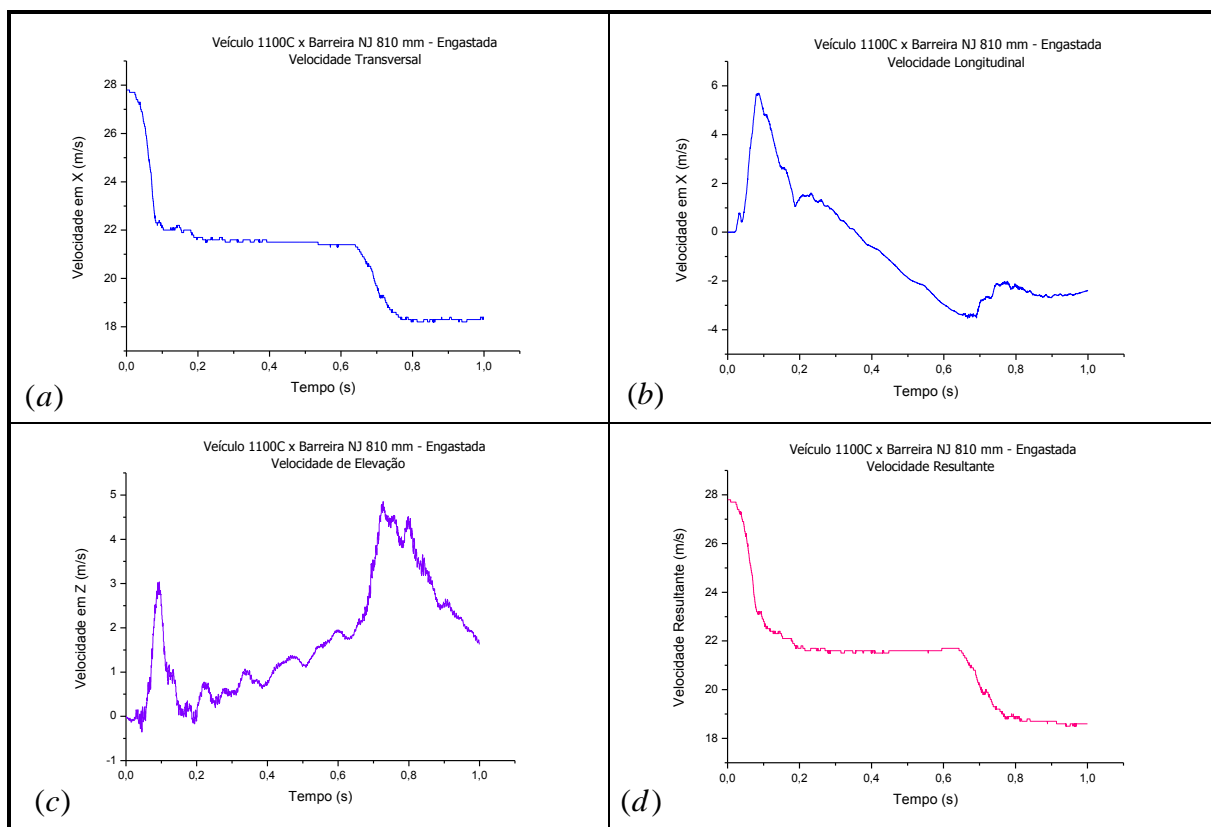 Veículo 1100C x Barreira NJ 810 mm - Engastada
Velocidade Transversal
28
26
24
22
20
18
Velocidade em X (m/s)
0,0 0,2 0,4 0,6 0,8 1,0
Tempo (s)
(a)
Veículo 1100C x Barreira NJ 810 mm - Engastada
Velocidade Longitudinal
6
4
2
0
-2
-4
Velocidade em X (m/s)
0,0 0,2 0,4 0,6 0,8 1,0
Tempo (s)
(b)
Veículo 1100C x Barreira NJ 810 mm - Engastada
Velocidade de Elevação
5
4
3
2
1
0
-1
Velocidade em Z (m/s)
0,0 0,2 0,4 0,6 0,8 1,0
Tempo (s)
(c)
Veículo 1100C x Barreira NJ 810 mm - Engastada
Velocidade Resultante
28
26
24
22
20
18
Velocidade Resultante (m/s)
0,0 0,2 0,4 0,6 0,8 1,0
Tempo (s)
(d)